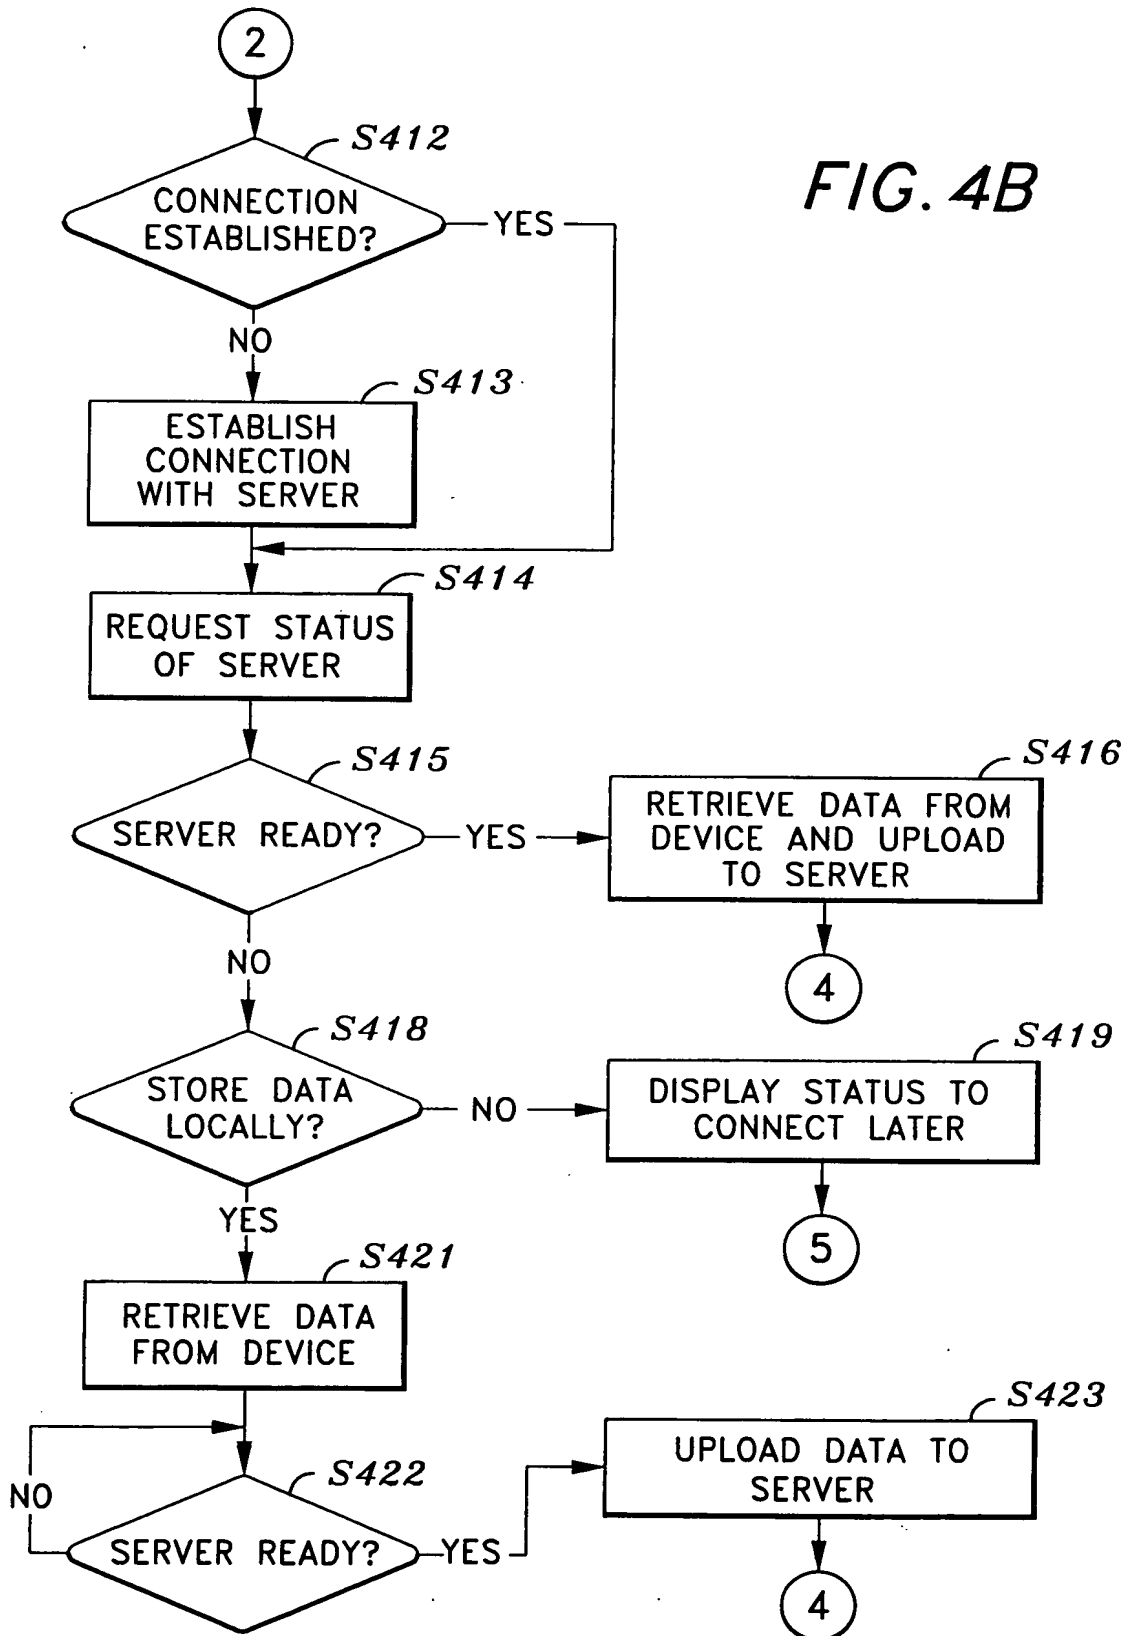 2
S412
FIG. 4B
CONNECTION
ESTABLISHED?
YES
NO
S413
ESTABLISH
CONNECTION
WITH SERVER
S414
REQUEST STATUS
OF SERVER
S415
SERVER READY?
YES
S416
RETRIEVE DATA FROM
DEVICE AND UPLOAD
TO SERVER
4
NO
S418
STORE DATA
LOCALLY?
NO
S419
DISPLAY STATUS TO
CONNECT LATER
5
YES
S421
RETRIEVE DATA
FROM DEVICE
S422
SERVER READY?
NO
YES
S423
UPLOAD DATA TO
SERVER
4